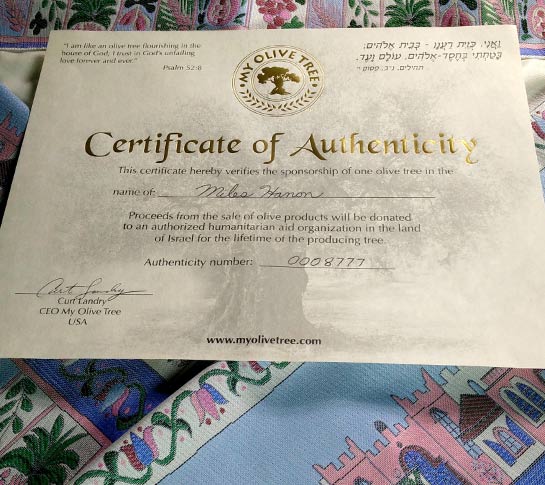 "I am like an olive tree flourishing in the
house of God; I trust in God's unfailing
love forever and ever."
Psalm 52:8
MY OLIVE TREE
וַאֲנִי, כְּזַיִת רַעֲנָן - בְּבֵית אֱלֹהִים;
בָּטַחְתִּי בְחֶסֶד-אֱלֹהִים, עוֹלָם וָעֶד.
תהילים, נ״ב, פסוק י׳
Certificate of Authenticity
This certificate hereby verifies the sponsorship of one olive tree in the
name of: Miles Hanon
Proceeds from the sale of olive products will be donated
to an authorized humanitarian aid organization in the land
of Israel for the lifetime of the producing tree.
Authenticity number: 0008777
Curt Landry
Curt Landry
CEO My Olive Tree
USA
www.myolivetree.com